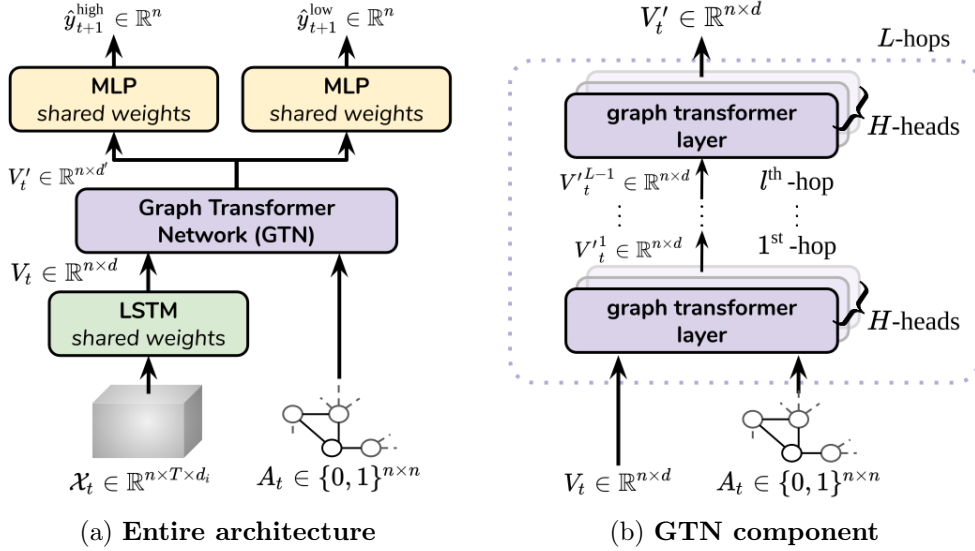 ŷ^high_{t+1} ∈ ℝ^n
ŷ^low_{t+1} ∈ ℝ^n
MLP
shared weights
MLP
shared weights
V′_t ∈ ℝ^{n×d′}
Graph Transformer
Network (GTN)
V_t ∈ ℝ^{n×d}
LSTM
shared weights
𝒳_t ∈ ℝ^{n×T×d_i}
A_t ∈ {0, 1}^{n×n}
(a) Entire architecture
V′_t ∈ ℝ^{n×d}
L-hops
graph transformer
layer
H-heads
V′^{L−1}_t ∈ ℝ^{n×d}
l^th-hop
V′^1_t ∈ ℝ^{n×d}
1^st-hop
graph transformer
layer
H-heads
V_t ∈ ℝ^{n×d}
A_t ∈ {0, 1}^{n×n}
(b) GTN component